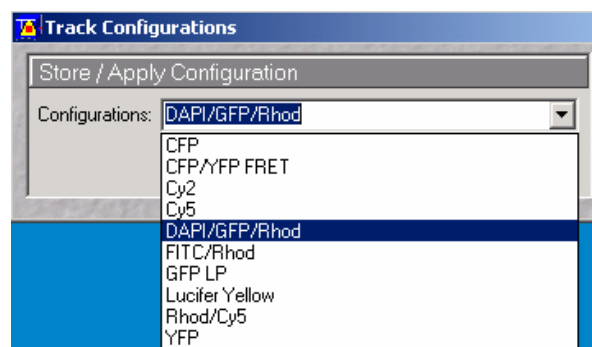 Track Configurations
Store / Apply Configuration
Configurations: DAPI/GFP/Rhod
CFP
CFP/YFP FRET
Cy2
Cy5
DAPI/GFP/Rhod
FITC/Rhod
GFP LP
Lucifer Yellow
Rhod/Cy5
YFP